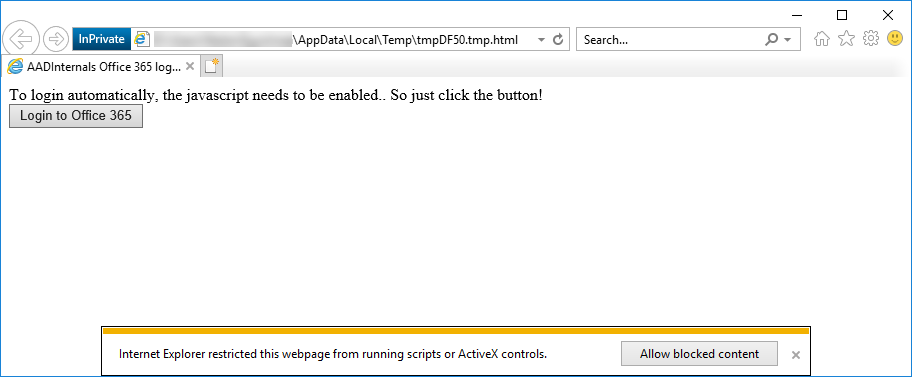 InPrivate
\AppData\Local\Temp\tmpDF50.tmp.html
Search...
AADInternals Office 365 log...
To login automatically, the javascript needs to be enabled.. So just click the button!
Login to Office 365
Internet Explorer restricted this webpage from running scripts or ActiveX controls.
Allow blocked content